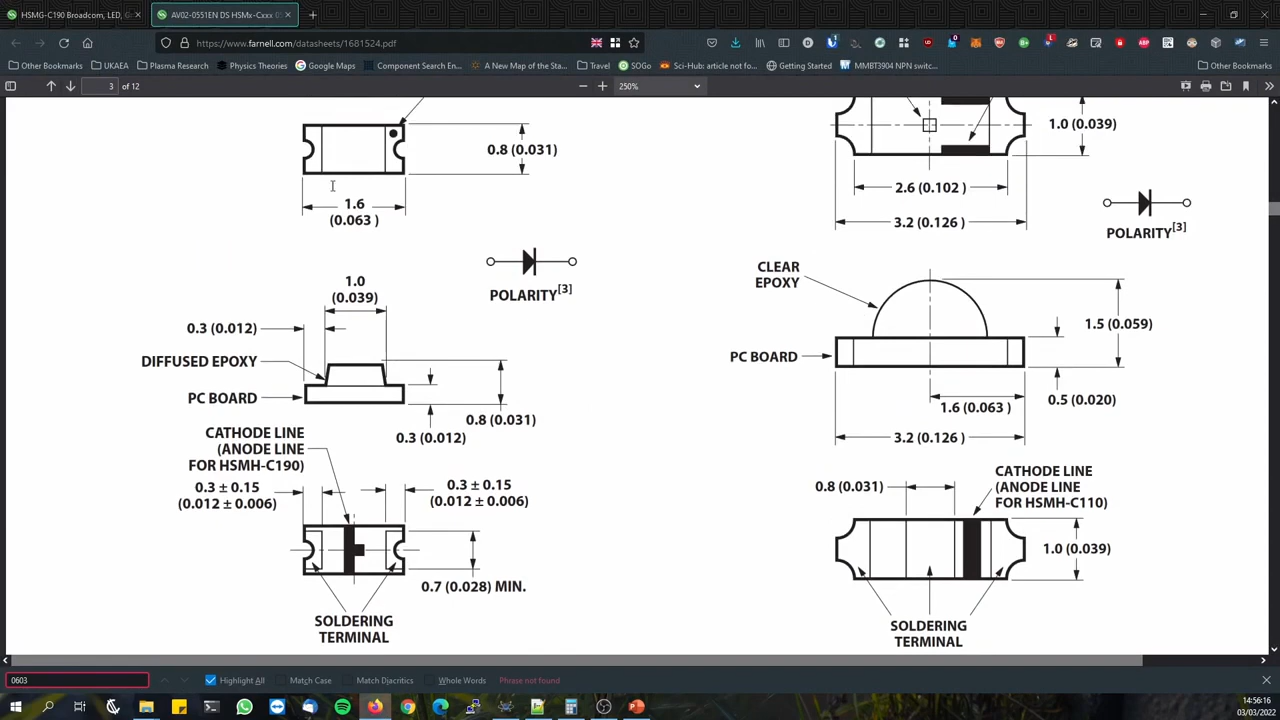 HSMG-C190 Broadcom, LED, G
AV02-0551EN DS HSMx-Cxxx 0
https://www.farnell.com/datasheets/1681524.pdf
Other Bookmarks
UKAEA
Plasma Research
Physics Theories
Google Maps
Component Search En...
A New Map of the Sta...
Travel
SOGo
Sci-Hub: article not fo...
Getting Started
MMBT3904 NPN switc...
Other Bookmarks
3 of 12
250%
0.8 (0.031)
1.6
(0.063 )
POLARITY[3]
1.0
(0.039)
0.3 (0.012)
DIFFUSED EPOXY
PC BOARD
0.8 (0.031)
0.3 (0.012)
CATHODE LINE
(ANODE LINE
FOR HSMH-C190)
0.3 ± 0.15
(0.012 ± 0.006)
0.3 ± 0.15
(0.012 ± 0.006)
0.7 (0.028) MIN.
SOLDERING
TERMINAL
1.0 (0.039)
2.6 (0.102 )
3.2 (0.126 )
POLARITY[3]
CLEAR
EPOXY
1.5 (0.059)
PC BOARD
0.5 (0.020)
1.6 (0.063 )
3.2 (0.126 )
CATHODE LINE
(ANODE LINE
FOR HSMH-C110)
0.8 (0.031)
1.0 (0.039)
SOLDERING
TERMINAL
0603
Highlight All
Match Case
Match Diacritics
Whole Words
Phrase not found
14:56:16
03/03/2022